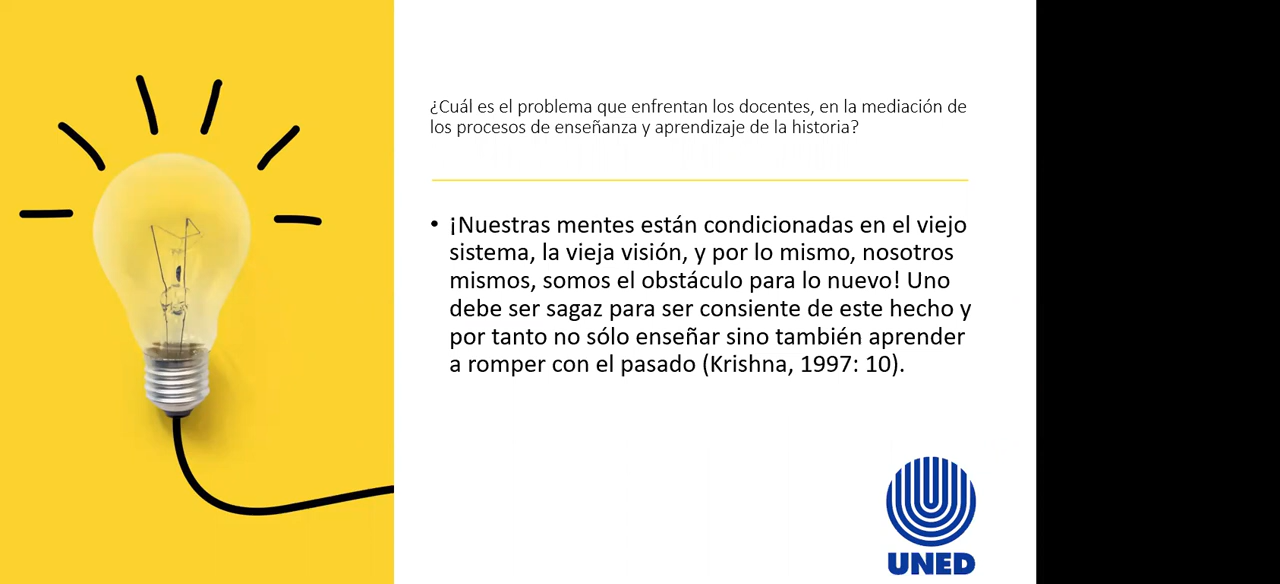 ¿Cuál es el problema que enfrentan los docentes, en la mediación de
los procesos de enseñanza y aprendizaje de la historia?
• ¡Nuestras mentes están condicionadas en el viejo
sistema, la vieja visión, y por lo mismo, nosotros
mismos, somos el obstáculo para lo nuevo! Uno
debe ser sagaz para ser consiente de este hecho y
por tanto no sólo enseñar sino también aprender
a romper con el pasado (Krishna, 1997: 10).
UNED